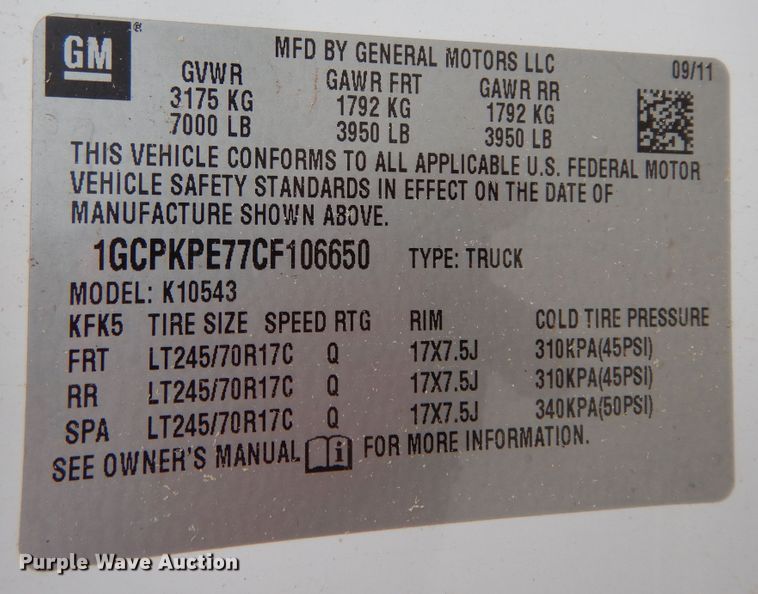 GM
MFD BY GENERAL MOTORS LLC
09/11
GVWR GAWR FRT GAWR RR
3175 KG 1792 KG 1792 KG
7000 LB 3950 LB 3950 LB
THIS VEHICLE CONFORMS TO ALL APPLICABLE U.S. FEDERAL MOTOR
VEHICLE SAFETY STANDARDS IN EFFECT ON THE DATE OF
MANUFACTURE SHOWN ABOVE.
1GCPKPE77CF106650 TYPE: TRUCK
MODEL: K10543
KFK5 TIRE SIZE SPEED RTG RIM COLD TIRE PRESSURE
FRT LT245/70R17C Q 17X7.5J 310KPA(45PSI)
RR LT245/70R17C Q 17X7.5J 310KPA(45PSI)
SPA LT245/70R17C Q 17X7.5J 340KPA(50PSI)
SEE OWNER'S MANUAL i FOR MORE INFORMATION.
Purple Wave Auction